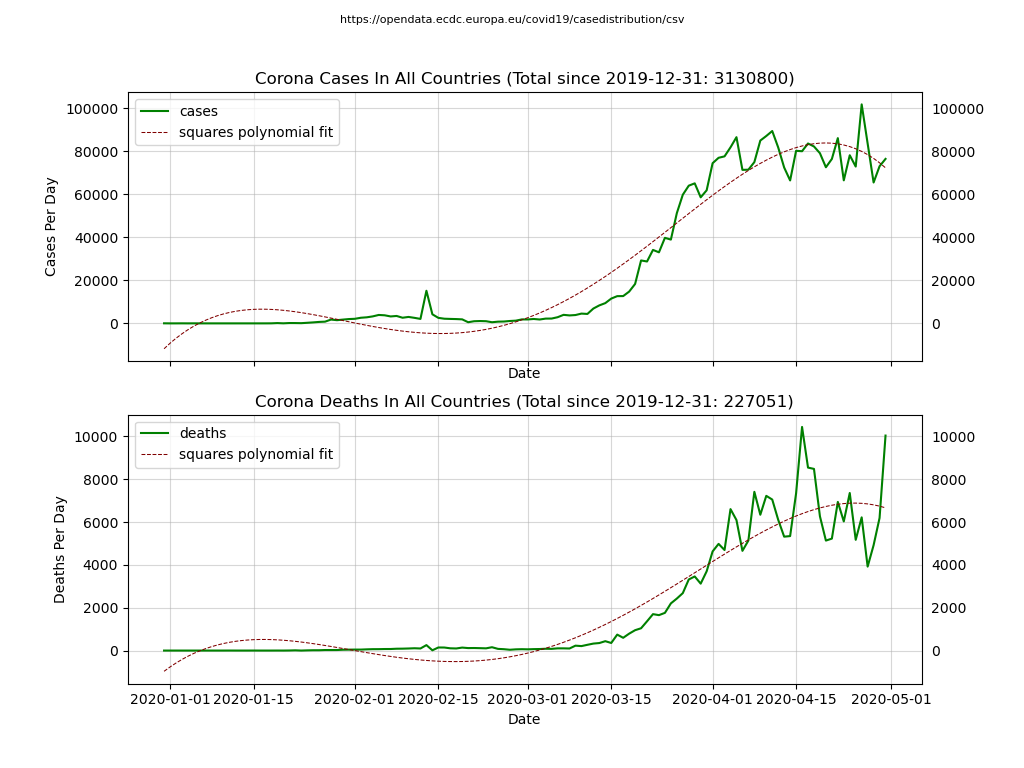 https://opendata.ecdc.europa.eu/covid19/casedistribution/csv
Corona Cases In All Countries (Total since 2019-12-31: 3130800)
cases
squares polynomial fit
100000
80000
60000
40000
20000
0
Cases Per Day
100000
80000
60000
40000
20000
0
Date
Corona Deaths In All Countries (Total since 2019-12-31: 227051)
deaths
squares polynomial fit
10000
8000
6000
4000
2000
0
Deaths Per Day
10000
8000
6000
4000
2000
0
2020-01-01 2020-01-15 2020-02-01 2020-02-15 2020-03-01 2020-03-15 2020-04-01 2020-04-15 2020-05-01
Date